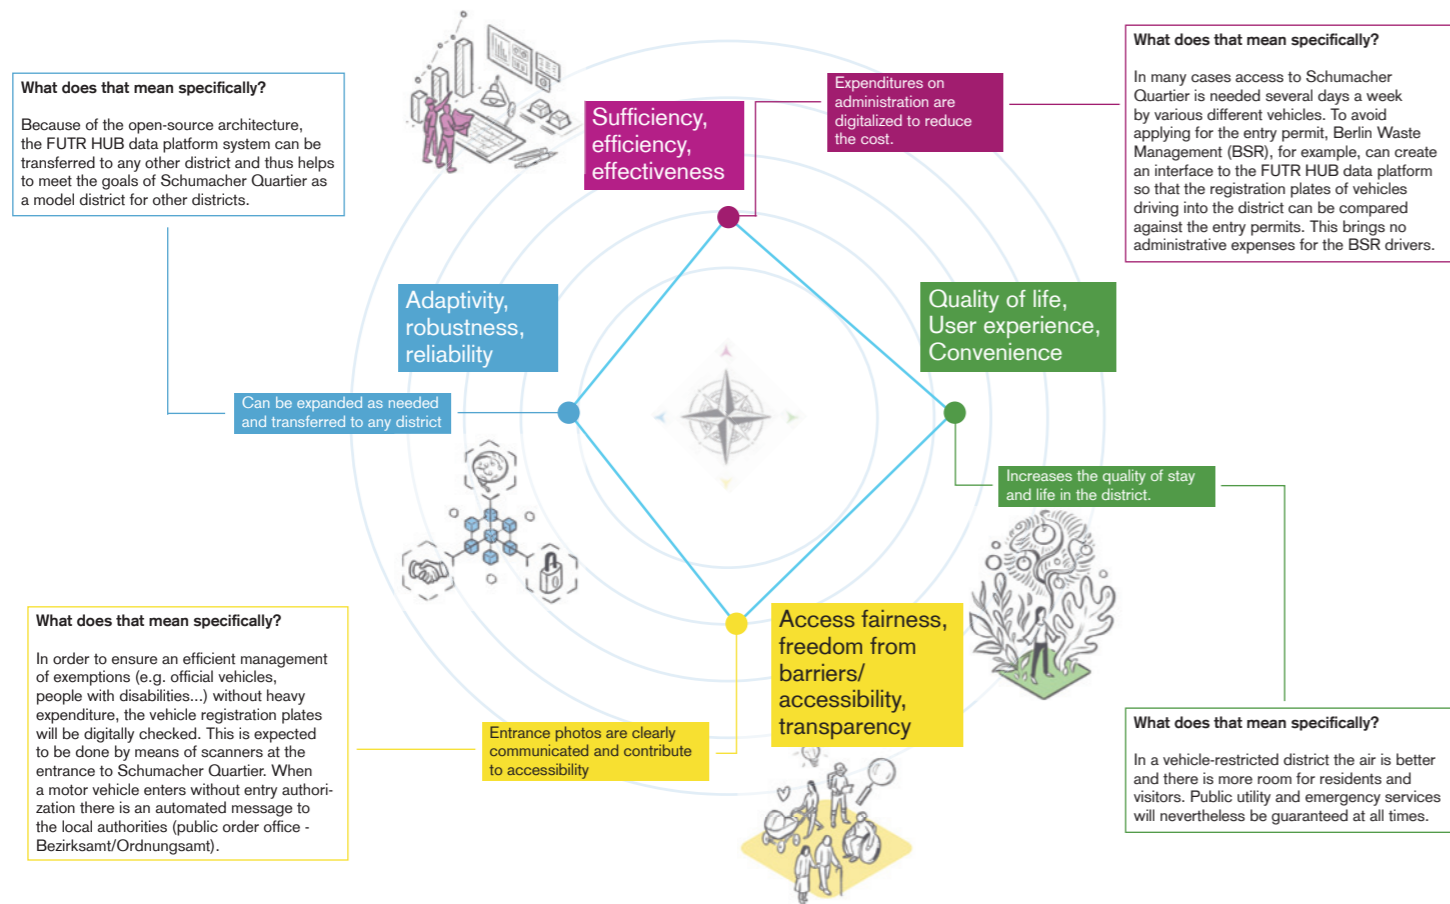 What does that mean specifically?
Because of the open-source architecture,
the FUTR HUB data platform system can be
transferred to any other district and thus helps
to meet the goals of Schumacher Quartier as
a model district for other districts.
Sufficiency,
efficiency,
effectiveness
Expenditures on
administration are
digitalized to reduce
the cost.
What does that mean specifically?
In many cases access to Schumacher
Quartier is needed several days a week
by various different vehicles. To avoid
applying for the entry permit, Berlin Waste
Management (BSR), for example, can create
an interface to the FUTR HUB data platform
so that the registration plates of vehicles
driving into the district can be compared
against the entry permits. This brings no
administrative expenses for the BSR drivers.
Adaptivity,
robustness,
reliability
Can be expanded as needed
and transferred to any district
Quality of life,
User experience,
Convenience
Increases the quality of stay
and life in the district.
What does that mean specifically?
In order to ensure an efficient management
of exemptions (e.g. official vehicles,
people with disabilities...) without heavy
expenditure, the vehicle registration plates
will be digitally checked. This is expected
to be done by means of scanners at the
entrance to Schumacher Quartier. When
a motor vehicle enters without entry authori-
zation there is an automated message to
the local authorities (public order office -
Bezirksamt/Ordnungsamt).
Entrance photos are clearly
communicated and contribute
to accessibility
Access fairness,
freedom from
barriers/
accessibility,
transparency
What does that mean specifically?
In a vehicle-restricted district the air is better
and there is more room for residents and
visitors. Public utility and emergency services
will nevertheless be guaranteed at all times.